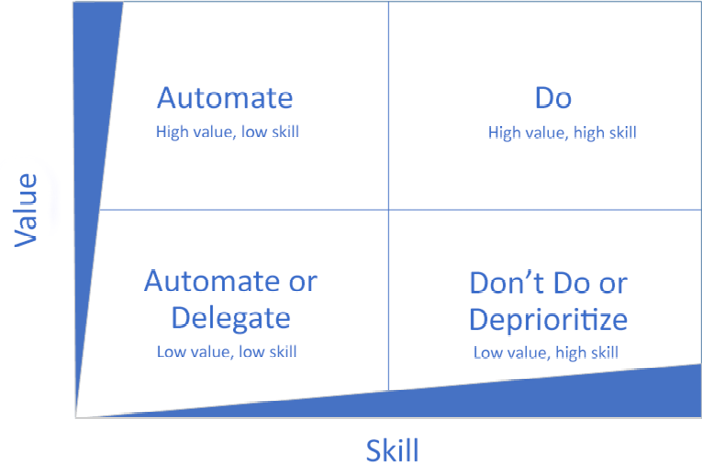 Automate
High value, low skill
Do
High value, high skill
Value
Automate or
Delegate
Low value, low skill
Don't Do or
Deprioritize
Low value, high skill
Skill